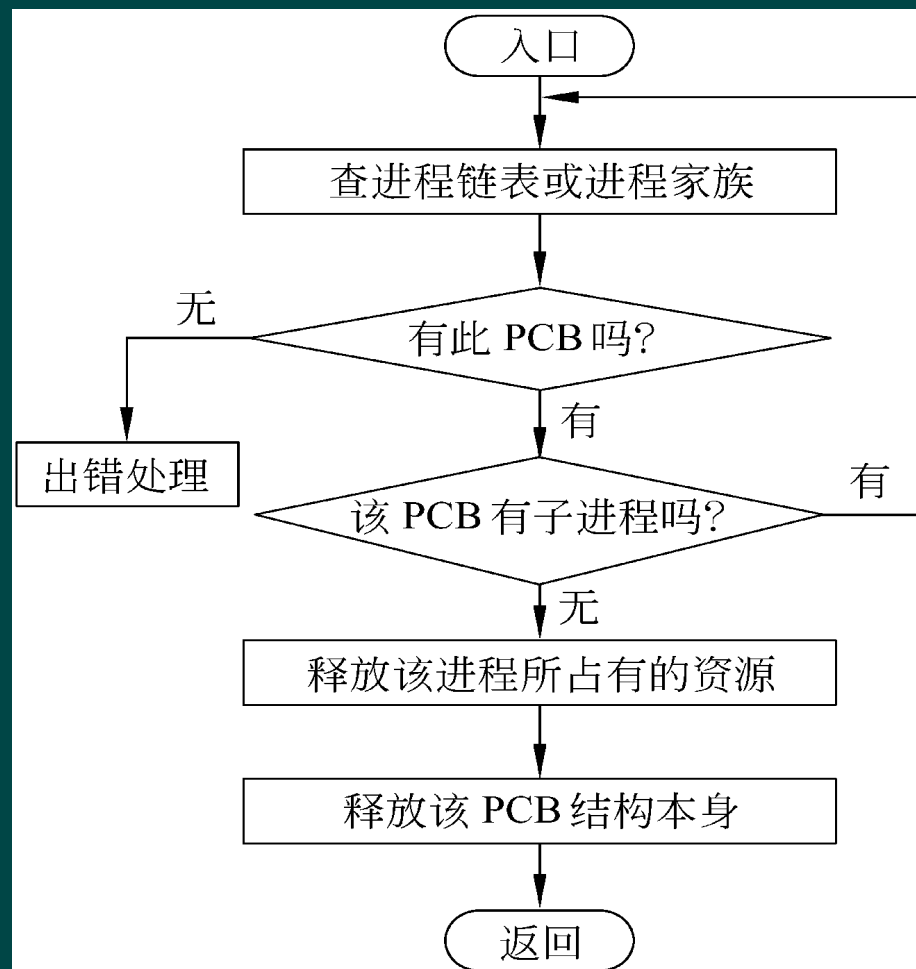 入口
查进程链表或进程家族
无
有此 PCB 吗?
有
出错处理
有
该 PCB 有子进程吗?
无
释放该进程所占有的资源
释放该 PCB 结构本身
返回